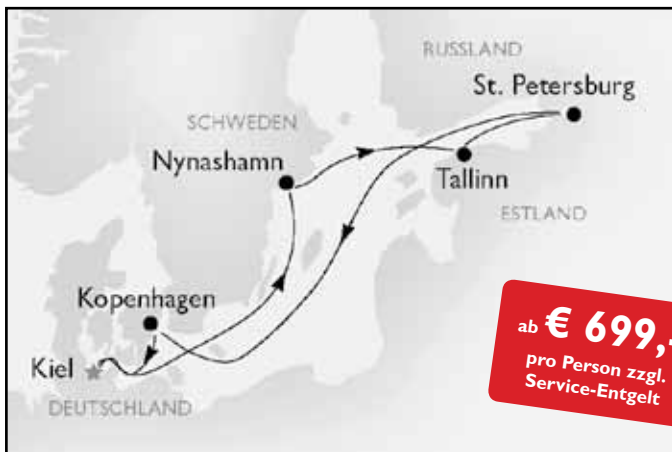 RUSSLAND
St. Petersburg
SCHWEDEN
Nynashamn
Tallinn
ESTLAND
Kopenhagen
Kiel
DEUTSCHLAND
ab € 699,-
pro Person zzgl.
Service-Entgelt